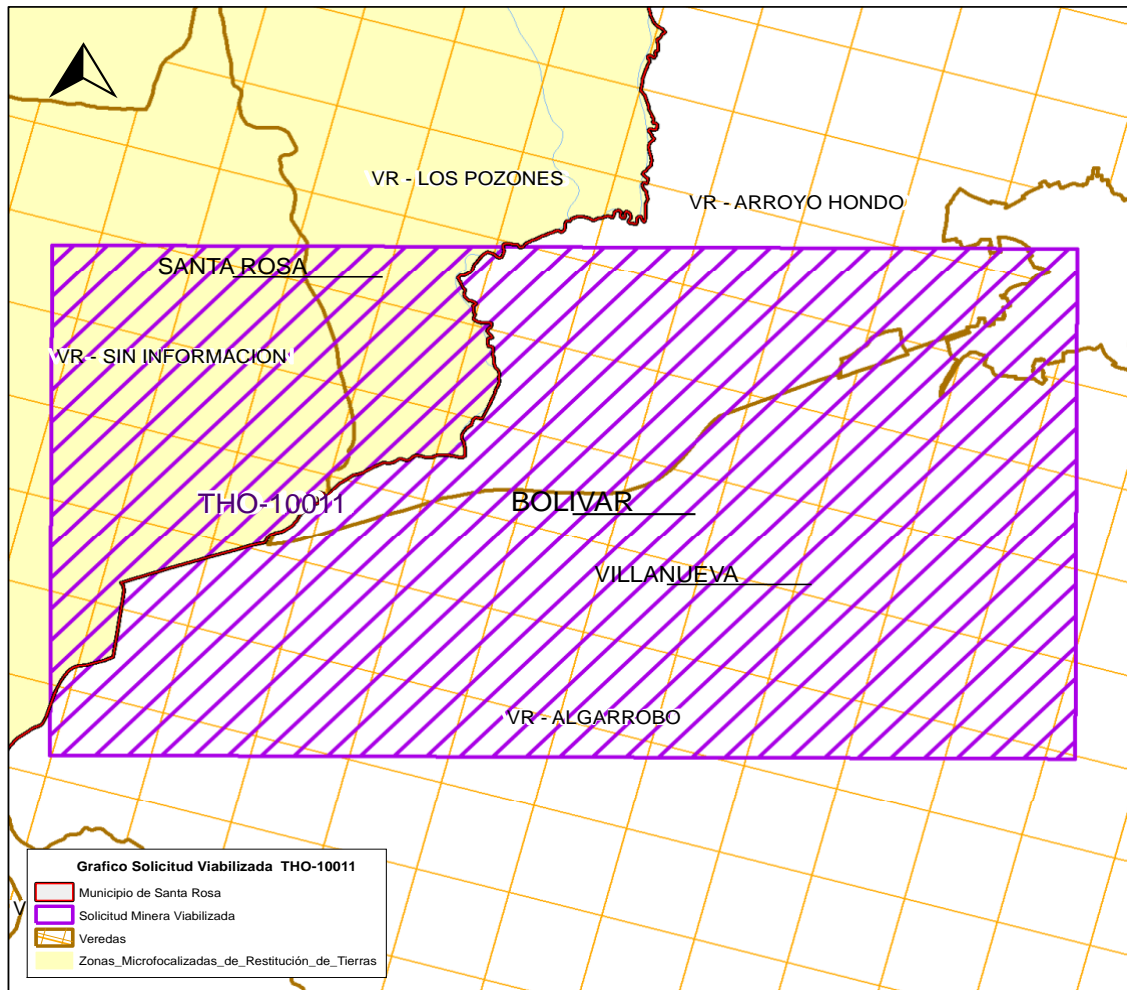 VR - LOS POZONES
VR - ARROYO HONDO
SANTA ROSA
VR - SIN INFORMACIÓN
THO-10011
BOLIVAR
VILLANUEVA
VR - ALGARROBO
V
Grafico Solicitud Viabilizada THO-10011
Municipio de Santa Rosa
Solicitud Minera Viabilizada
Veredas
Zonas_Microfocalizadas_de_Restitución_de_Tierras